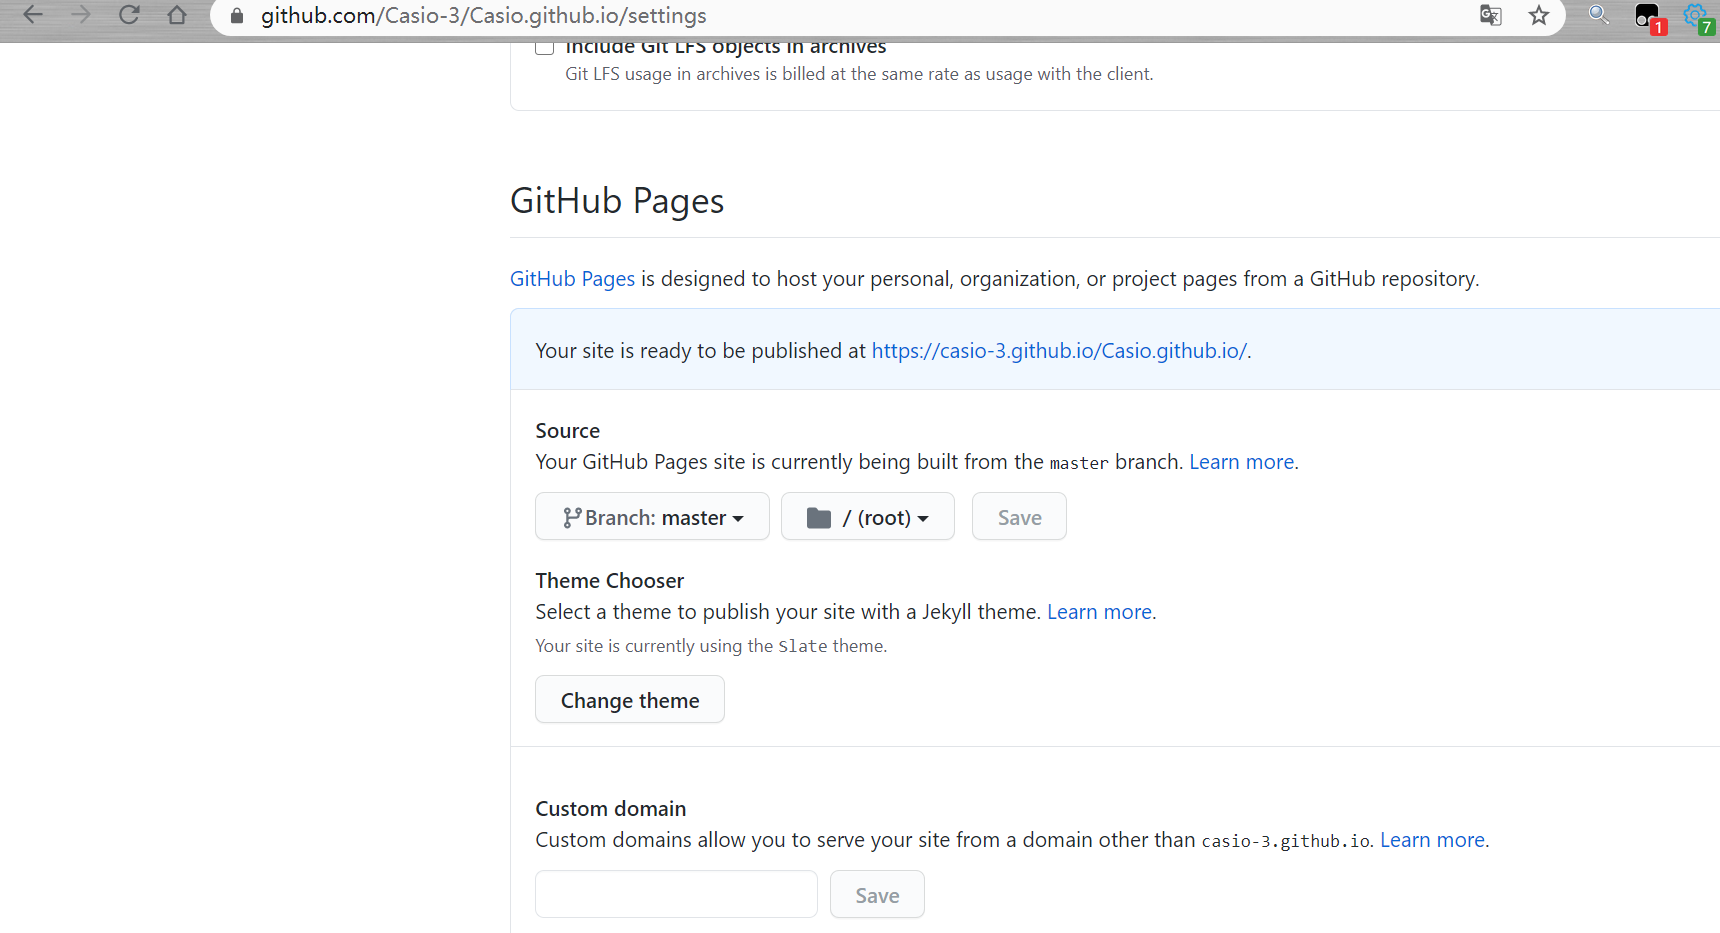 github.com/Casio-3/Casio.github.io/settings
1
7
Include Git LFS objects in archives
Git LFS usage in archives is billed at the same rate as usage with the client.
GitHub Pages
GitHub Pages is designed to host your personal, organization, or project pages from a GitHub repository.
Your site is ready to be published at https://casio-3.github.io/Casio.github.io/.
Source
Your GitHub Pages site is currently being built from the master branch. Learn more.
Branch: master
/ (root)
Save
Theme Chooser
Select a theme to publish your site with a Jekyll theme. Learn more.
Your site is currently using the Slate theme.
Change theme
Custom domain
Custom domains allow you to serve your site from a domain other than casio-3.github.io. Learn more.
Save